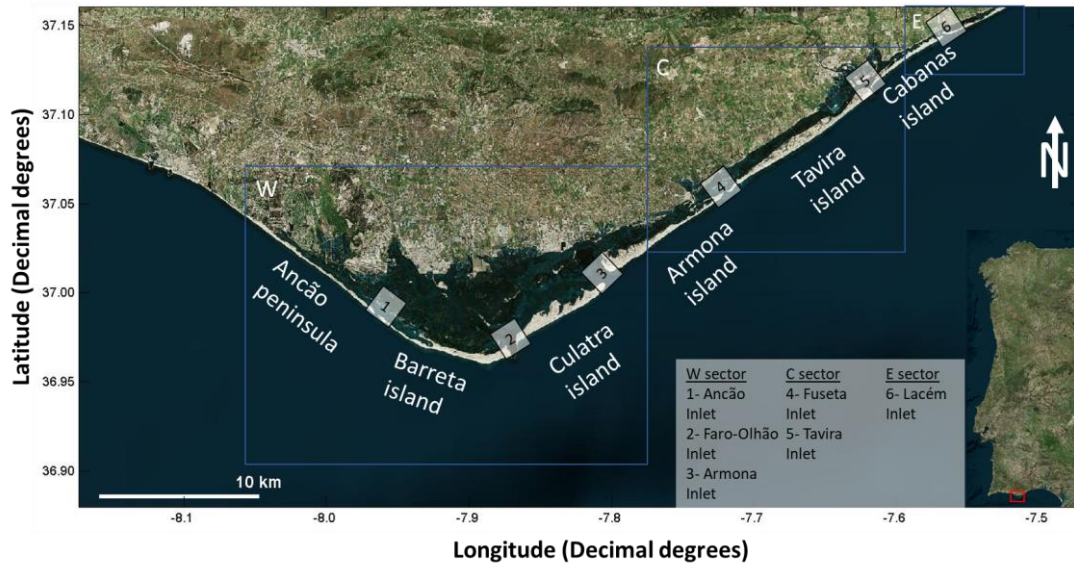 37.15
37.10
37.05
37.00
36.95
36.90
Latitude (Decimal degrees)
W
C
E
1
2
3
4
5
6
Ancão
peninsula
Barreta
island
Culatra
island
Armona
island
Tavira
island
Cabanas
island
N
W sector
1- Ancão
Inlet
2- Faro-Olhão
Inlet
3- Armona
Inlet
C sector
4- Fuseta
Inlet
5- Tavira
Inlet
E sector
6- Lacém
Inlet
10 km
-8.1
-8.0
-7.9
-7.8
-7.7
-7.6
-7.5
Longitude (Decimal degrees)